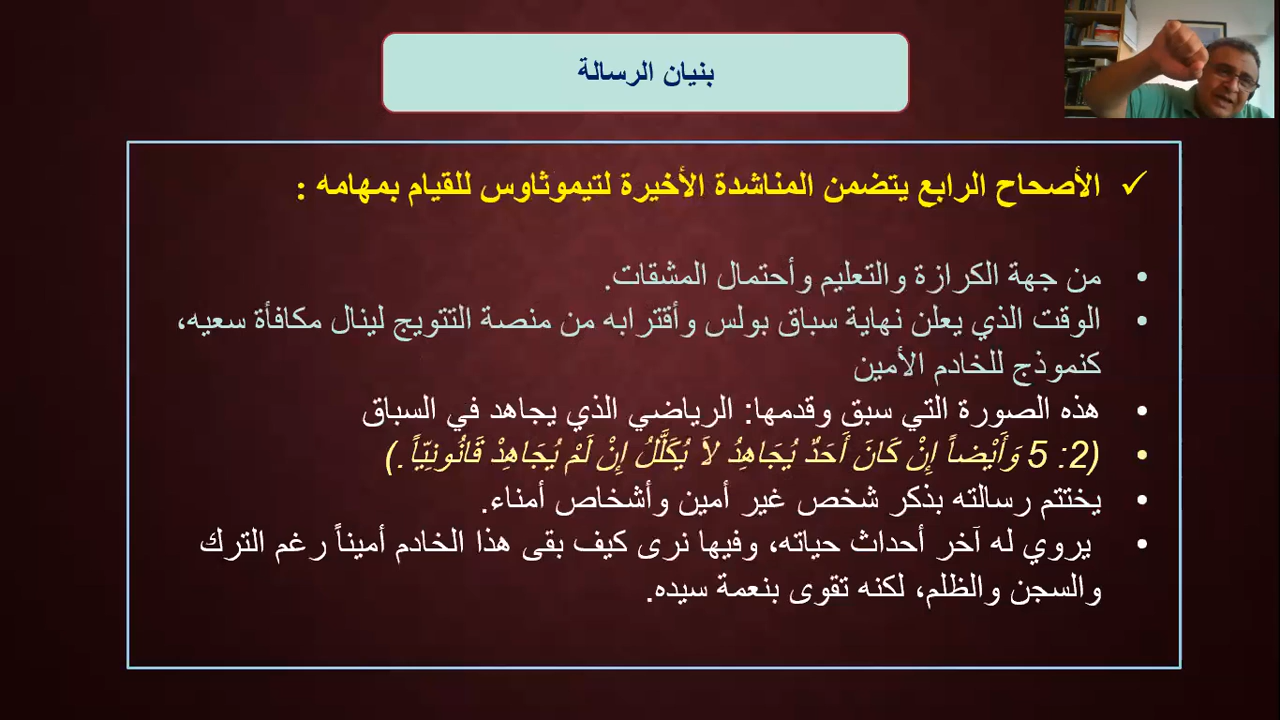 بنيان الرسالة
✓ الأصحاح الرابع يتضمن المناشدة الأخيرة لتيموثاوس للقيام بمهامه :
• من جهة الكرازة والتعليم وأحتمال المشقات.
• الوقت الذي يعلن نهاية سباق بولس وأقترابه من منصة التتويج لينال مكافأة سعيه،
كنموذج للخادم الأمين
• هذه الصورة التي سبق وقدمها: الرياضي الذي يجاهد في السباق
• (2: 5 وَأَيْضاً إِنْ كَانَ أَحَدٌ يُجَاهِدُ لاَ يُكَلَّلُ إِنْ لَمْ يُجَاهِدْ قَانُونِيّاً.)
• يختتم رسالته بذكر شخص غير أمين وأشخاص أمناء.
• يروي له آخر أحداث حياته، وفيها نرى كيف بقى هذا الخادم أميناً رغم الترك
والسجن والظلم، لكنه تقوى بنعمة سيده.